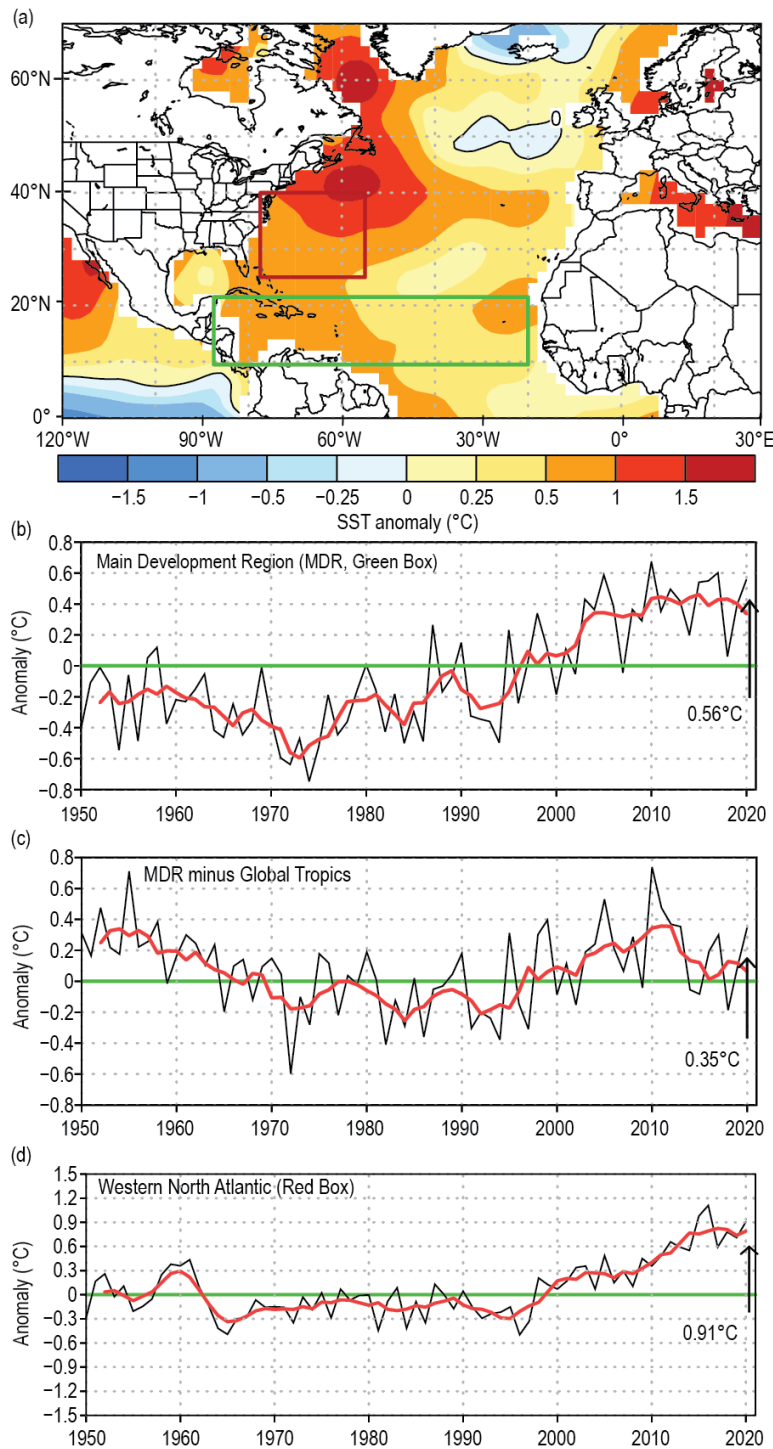 (a)
60°N
40°N
20°N
0°
0
120°W 90°W 60°W 30°W 0° 30°E
−1.5 −1 −0.5 −0.25 0 0.25 0.5 1 1.5
SST anomaly (°C)
(b)
Main Development Region (MDR, Green Box)
Anomaly (°C)
0.8
0.6
0.4
0.2
0
−0.2
−0.4
−0.6
−0.8
0.56°C
1950 1960 1970 1980 1990 2000 2010 2020
(c)
MDR minus Global Tropics
Anomaly (°C)
0.8
0.6
0.4
0.2
0
−0.2
−0.4
−0.6
−0.8
0.35°C
1950 1960 1970 1980 1990 2000 2010 2020
(d)
Western North Atlantic (Red Box)
Anomaly (°C)
1.5
1.2
0.9
0.6
0.3
0
−0.3
−0.6
−0.9
−1.2
−1.5
0.91°C
1950 1960 1970 1980 1990 2000 2010 2020